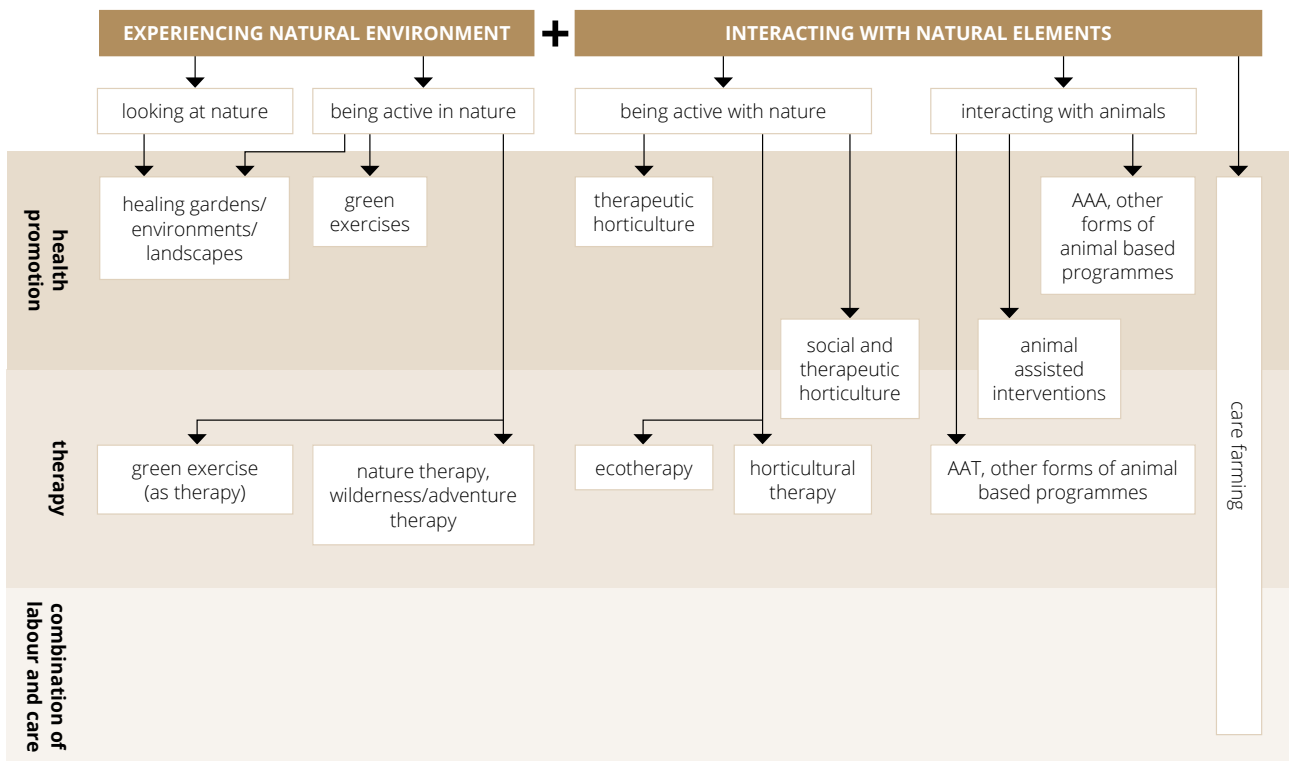 EXPERIENCING NATURAL ENVIRONMENT
+
INTERACTING WITH NATURAL ELEMENTS
looking at nature
being active in nature
being active with nature
interacting with animals
health
promotion
healing gardens/
environments/
landscapes
green
exercises
therapeutic
horticulture
AAA, other
forms of
animal based
programmes
social and
therapeutic
horticulture
animal
assisted
interventions
care farming
therapy
green exercise
(as therapy)
nature therapy,
wilderness/adventure
therapy
ecotherapy
horticultural
therapy
AAT, other forms of animal
based programmes
combination of
labour and care